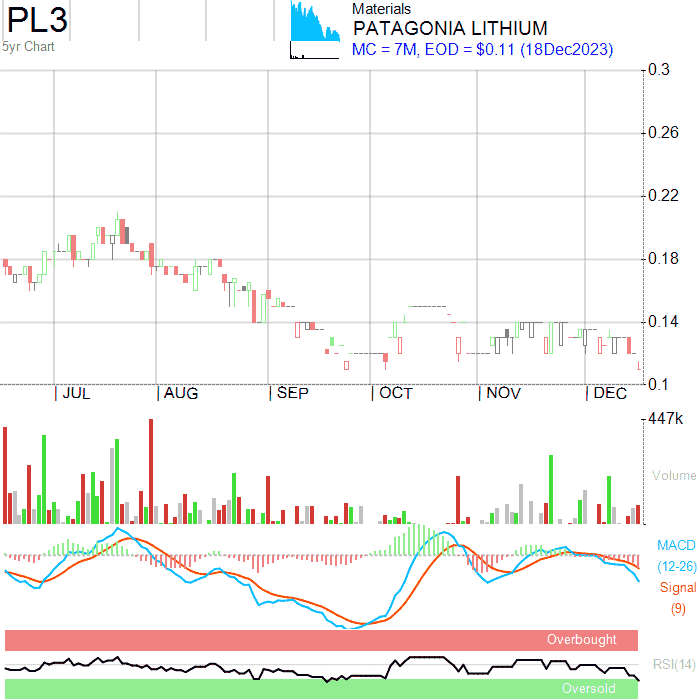 PL3
5yr Chart
Materials
PATAGONIA LITHIUM
MC = 7M, EOD = $0.11 (18Dec2023)
0.3
0.26
0.22
0.18
0.14
0.1
JUL AUG SEP OCT NOV DEC
447k
Volume
MACD
(12-26)
Signal
(9)
Overbought
RSI(14)
Oversold